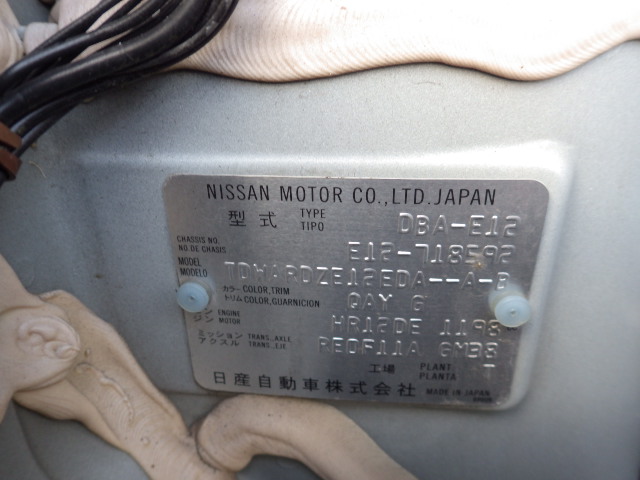 NISSAN MOTOR CO.,LTD.JAPAN
型式 TYPE TIPO DBA-E12
CHASSIS NO. NO.DE CHASIS E12-718592
MODEL MODELO TDWARDZE12EDA--A-B
カラー COLOR,TRIM トリム COLOR,GUARNICION QAY G
エンジン ENGINE MOTOR HR12DE 1198
ミッション TRANS.,AXLE アクスル TRANS.,EJE REOF11A GMB8
工場 PLANT PLANTA T
日産自動車株式会社 MADE IN JAPAN